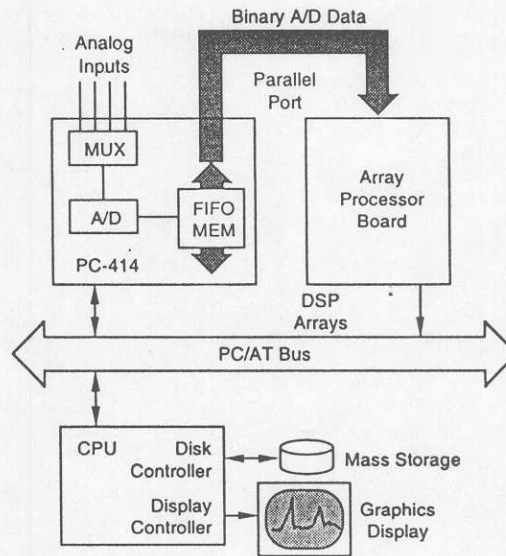 Binary A/D Data
Analog
Inputs
Parallel
Port
MUX
A/D
FIFO
MEM
PC-414
Array
Processor
Board
DSP
Arrays
PC/AT Bus
CPU
Disk
Controller
Mass Storage
Display
Controller
Graphics
Display